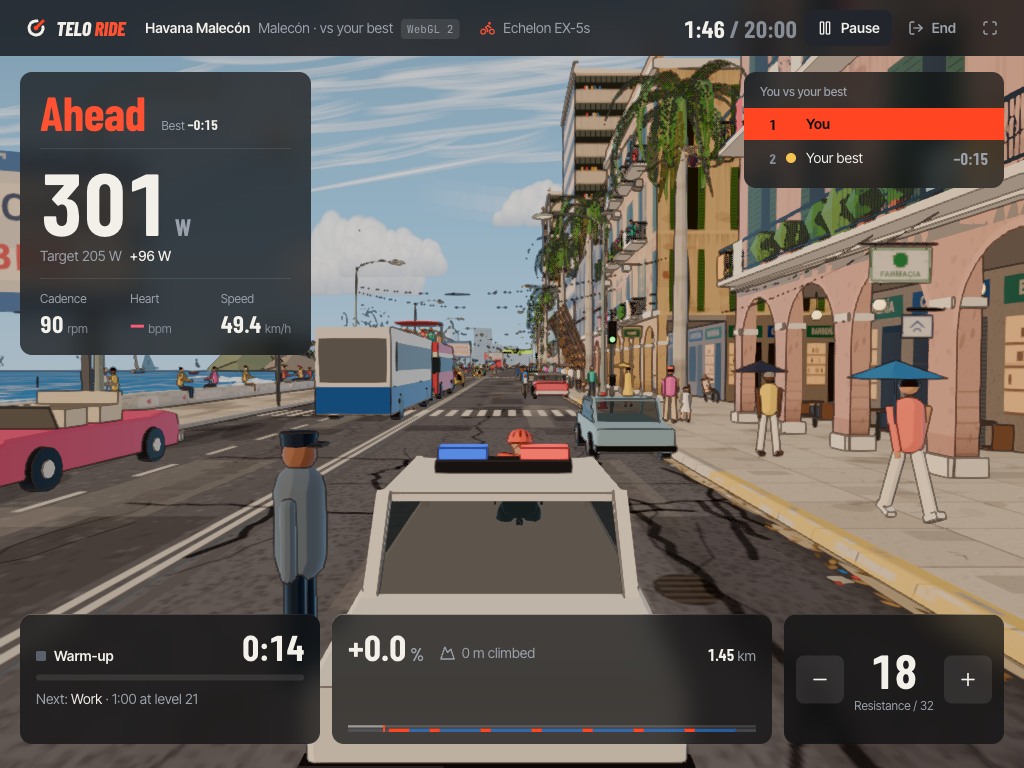 TELO RIDE
Havana Malecón Malecón · vs your best WebGL 2 Echelon EX-5s
1:46 / 20:00 Pause End
Ahead Best −0:15
301 W
Target 205 W +96 W
Cadence Heart Speed
90 rpm — bpm 49.4 km/h
You vs your best
1 You
2 Your best −0:15
FARMACIA
Warm-up 0:14
Next: Work · 1:00 at level 21
+0.0 % 0 m climbed 1.45 km
− 18 +
Resistance / 32